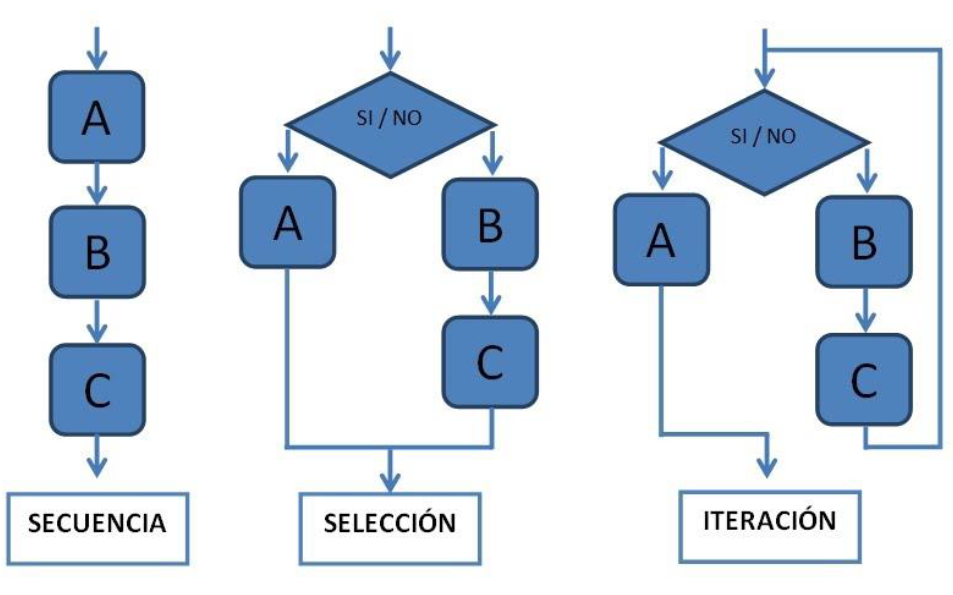 A
B
C
SECUENCIA
SI / NO
A
B
C
SELECCIÓN
SI / NO
A
B
C
ITERACIÓN